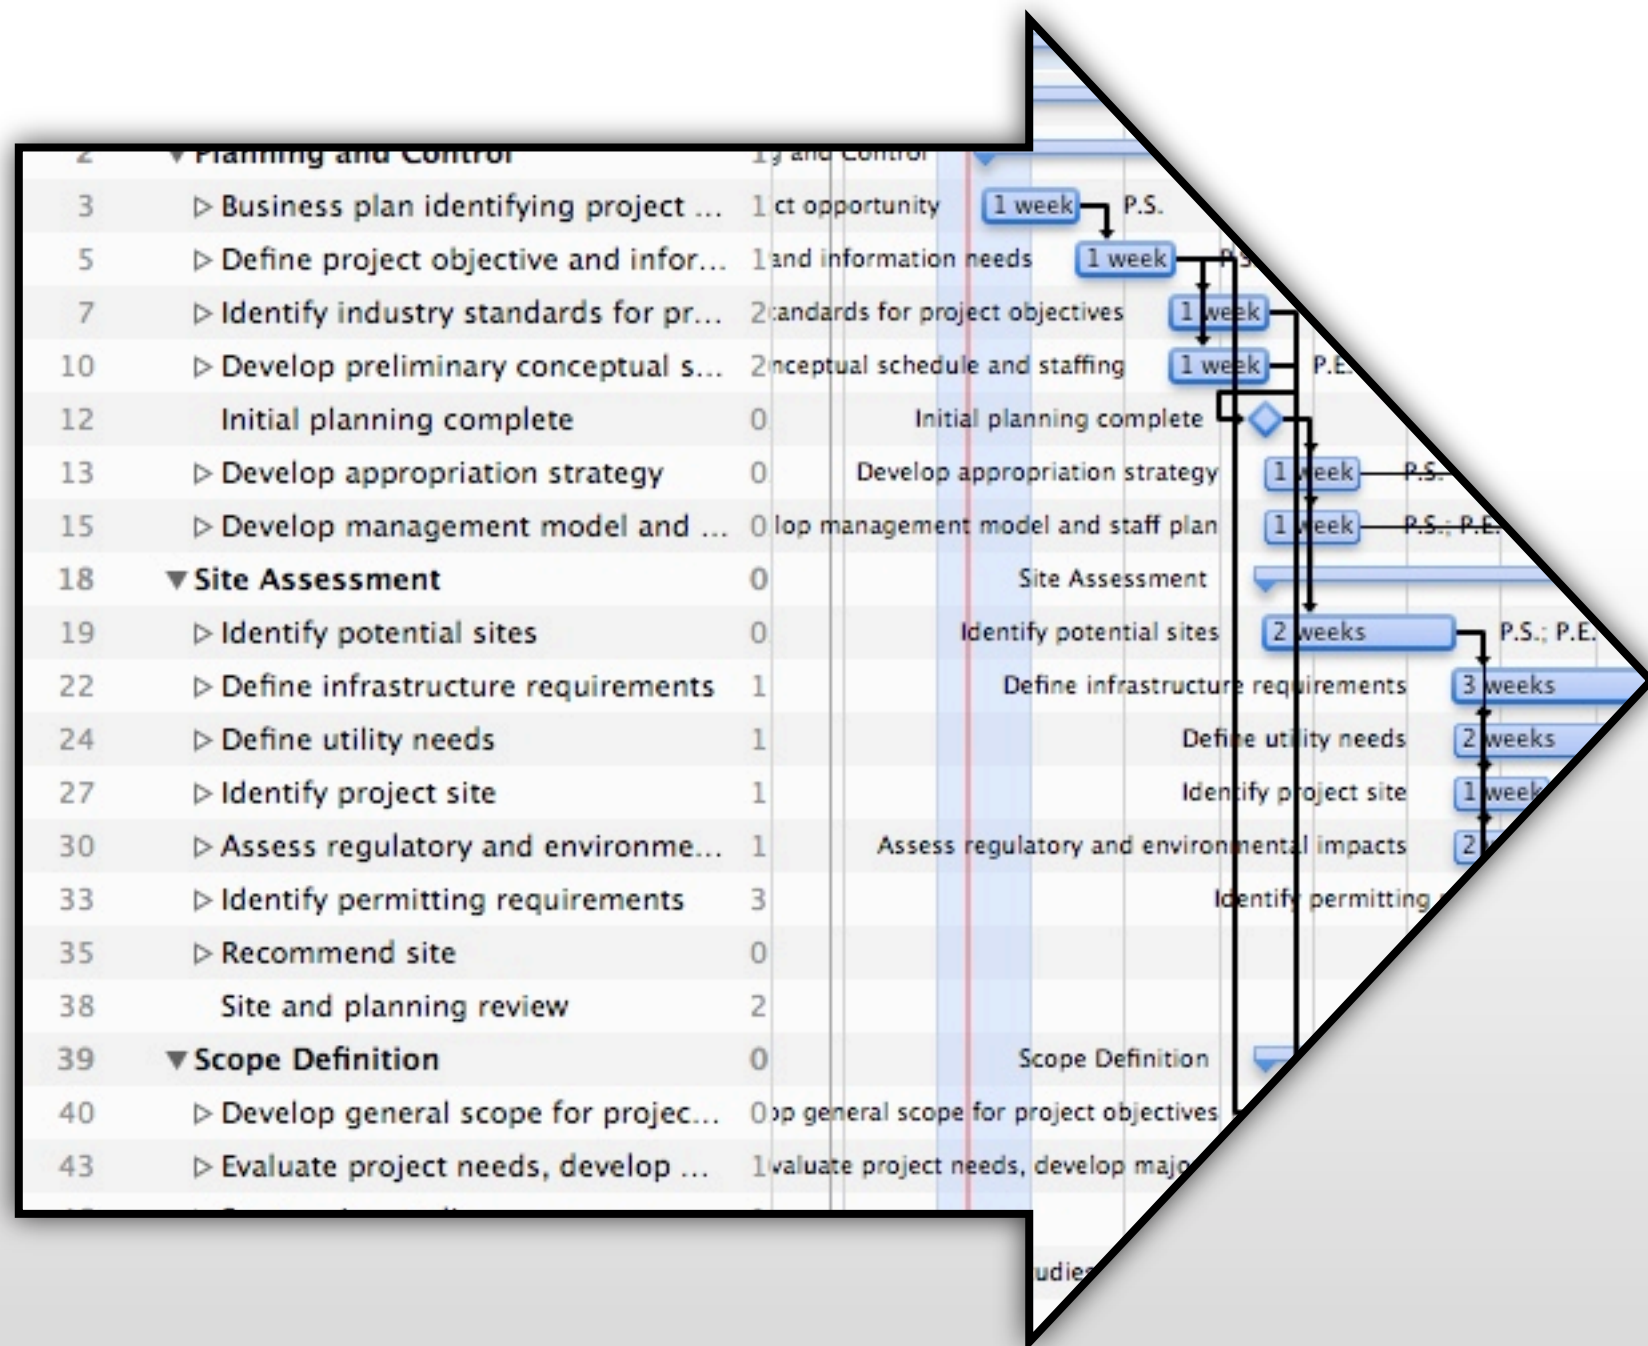 2 ▼ Planning and Control 1 g and Control
3 ▷ Business plan identifying project ... 1 ct opportunity 1 week P.S.
5 ▷ Define project objective and infor... 1 and information needs 1 week P.S.
7 ▷ Identify industry standards for pr... 2 tandards for project objectives 1 week
10 ▷ Develop preliminary conceptual s... 2 nceptual schedule and staffing 1 week P.E.
12 Initial planning complete 0 Initial planning complete
13 ▷ Develop appropriation strategy 0 Develop appropriation strategy 1 week P.S.
15 ▷ Develop management model and ... 0 lop management model and staff plan 1 week P.S.; P.E.
18 ▼ Site Assessment 0 Site Assessment
19 ▷ Identify potential sites 0 Identify potential sites 2 weeks P.S.; P.E.
22 ▷ Define infrastructure requirements 1 Define infrastructure requirements 3 weeks
24 ▷ Define utility needs 1 Define utility needs 2 weeks
27 ▷ Identify project site 1 Identify project site 1 week
30 ▷ Assess regulatory and environme... 1 Assess regulatory and environmental impacts 2
33 ▷ Identify permitting requirements 3 Identify permitting
35 ▷ Recommend site 0
38 Site and planning review 2
39 ▼ Scope Definition 0 Scope Definition
40 ▷ Develop general scope for projec... 0 op general scope for project objectives
43 ▷ Evaluate project needs, develop ... 1 valuate project needs, develop majo
udies